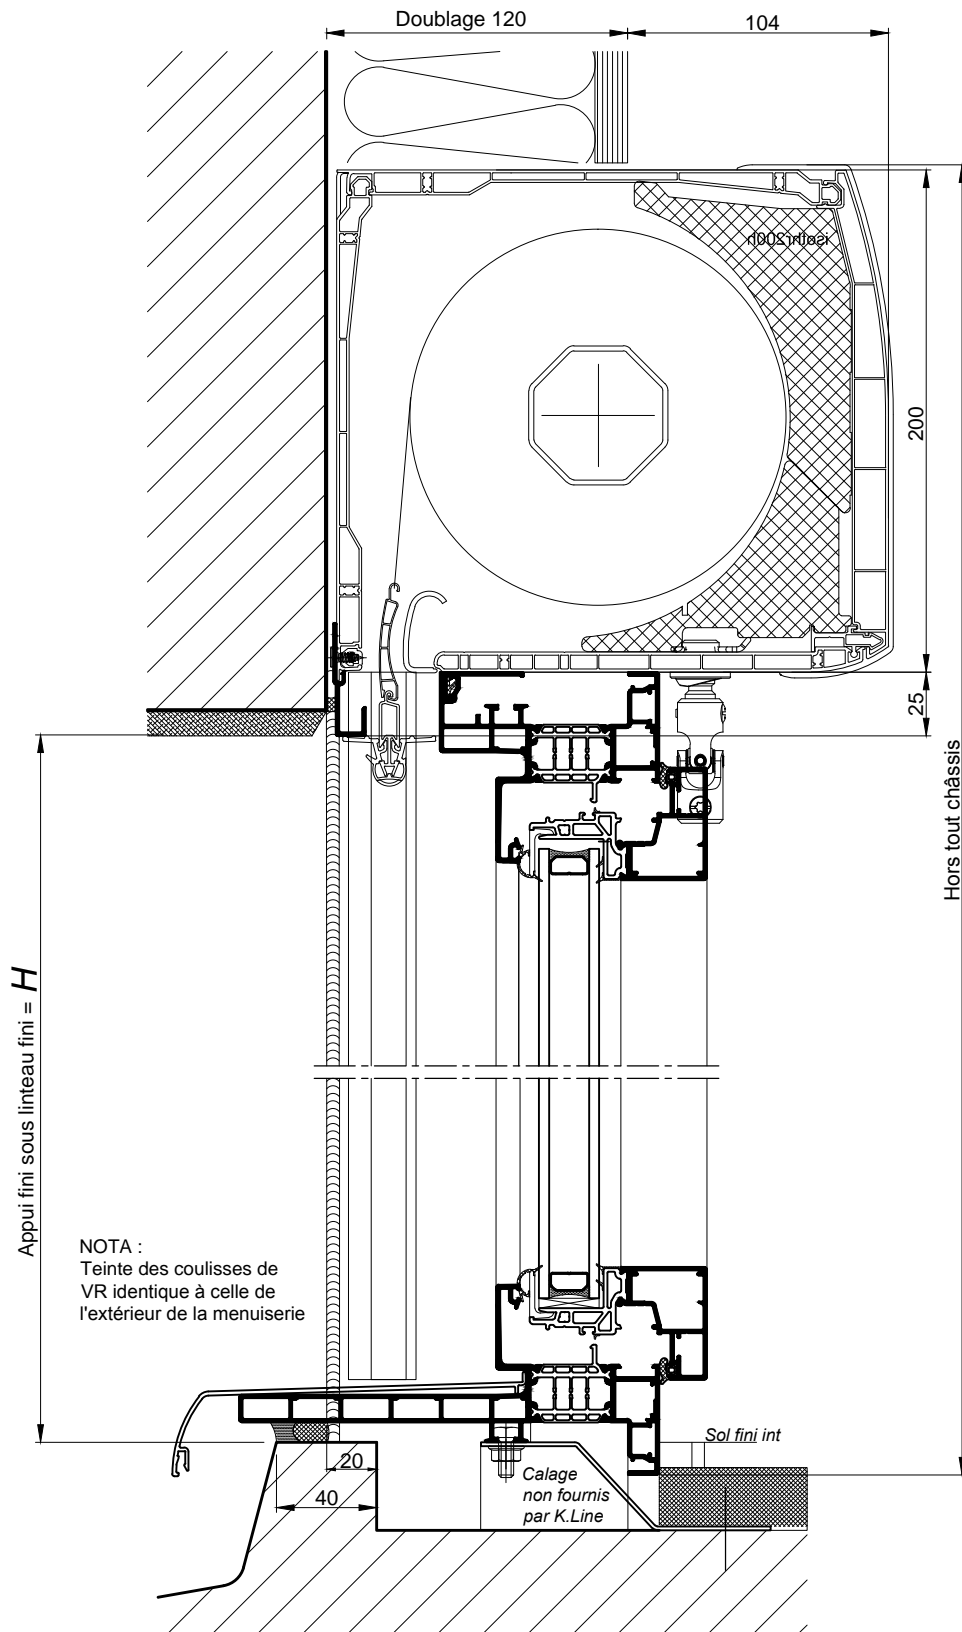 Doublage 120
104
isothr200h
200
25
Hors tout châssis
Appui fini sous linteau fini = H
NOTA :
Teinte des coulisses de
VR identique à celle de
l'extérieur de la menuiserie
Sol fini int
20
40
Calage
non fournis
par K.Line